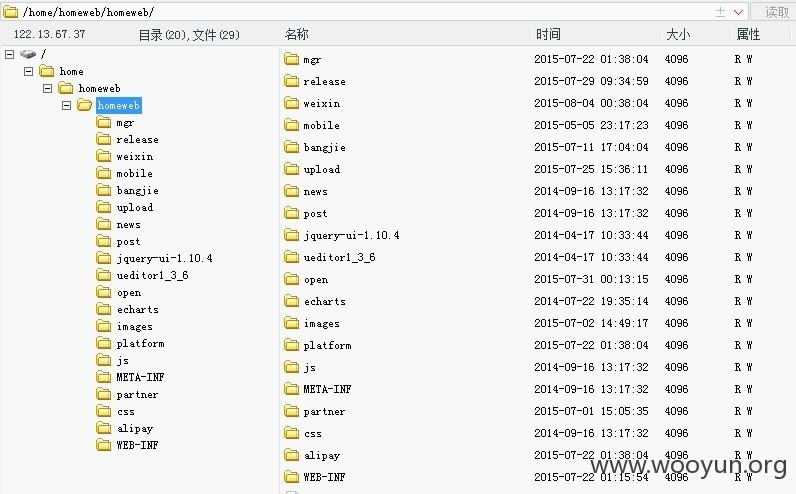 /home/homeweb/homeweb/ 读取
122.13.67.37 目录(20),文件(29) 名称 时间 大小 属性
/
home
homeweb
homeweb
mgr
release
weixin
mobile
bangjie
upload
news
post
jquery-ui-1.10.4
ueditor1_3_6
open
echarts
images
platform
js
META-INF
partner
css
alipay
WEB-INF
mgr 2015-07-22 01:38:04 4096 R W
release 2015-07-29 09:34:59 4096 R W
weixin 2015-08-04 00:38:04 4096 R W
mobile 2015-05-05 23:17:23 4096 R W
bangjie 2015-07-11 17:04:04 4096 R W
upload 2015-07-25 15:36:11 4096 R W
news 2014-09-16 13:17:32 4096 R W
post 2014-09-16 13:17:32 4096 R W
jquery-ui-1.10.4 2014-04-17 10:33:44 4096 R W
ueditor1_3_6 2014-04-17 10:33:44 4096 R W
open 2015-07-31 00:13:15 4096 R W
echarts 2014-07-22 19:35:14 4096 R W
images 2015-07-02 14:49:17 4096 R W
platform 2015-07-22 01:38:04 4096 R W
js 2014-09-16 13:17:32 4096 R W
META-INF 2014-09-16 13:17:32 4096 R W
partner 2015-07-01 15:05:35 4096 R W
css 2014-09-16 13:17:32 4096 R W
alipay 2015-07-22 01:38:04 4096 R W
WEB-INF 2015-07-22 01:15:54 4096 R W
www.wooyun.org